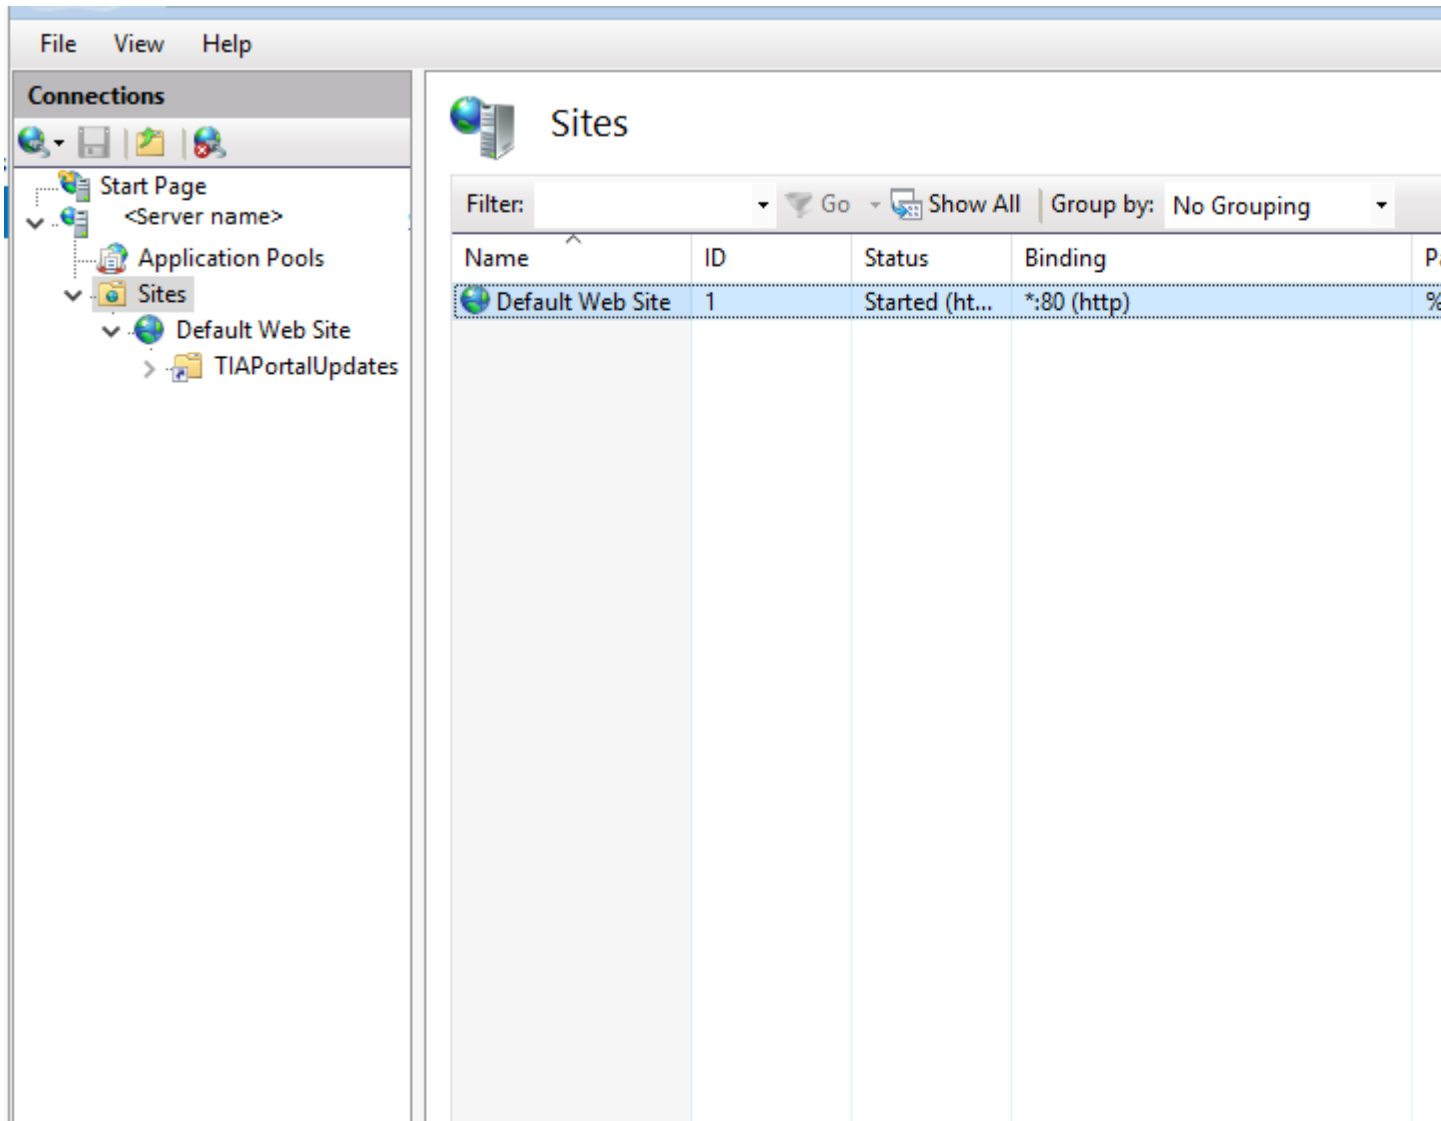 File View Help
Connections
Start Page
<Server name>
Application Pools
Sites
Default Web Site
TIAPortalUpdates
Sites
Filter: Go Show All Group by: No Grouping
Name ID Status Binding
Default Web Site 1 Started (ht... *:80 (http) %